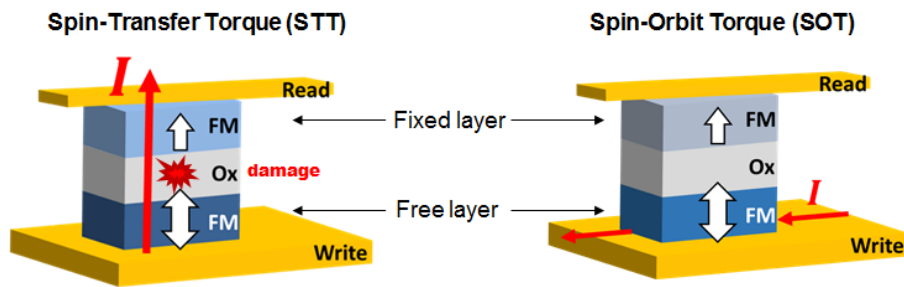 Spin-Transfer Torque (STT)
Spin-Orbit Torque (SOT)
I
Read
Read
FM
Fixed layer
FM
Ox
damage
Ox
FM
Free layer
FM
I
Write
Write